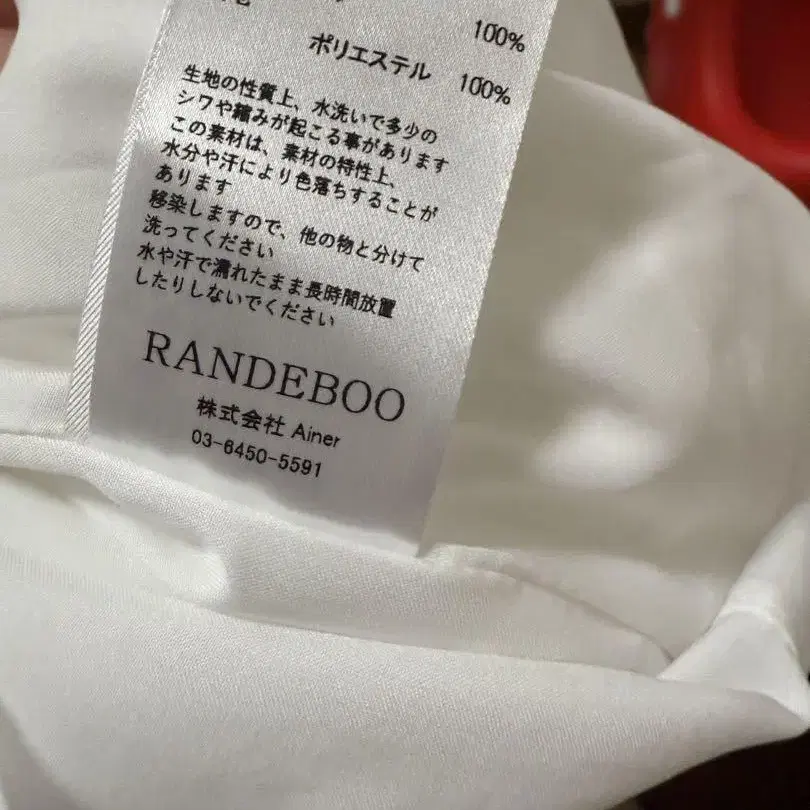 100%
ポリエステル 100%
生地の性質上、水洗いで多少の
シワや縮みが起こる事があります
この素材は、素材の特性上、
水分や汗により色落ちすることが
あります
移染しますので、他の物と分けて
洗ってください
水や汗で濡れたまま長時間放置
したりしないでください
RANDEBOO
株式会社 Ainer
03-6450-5591